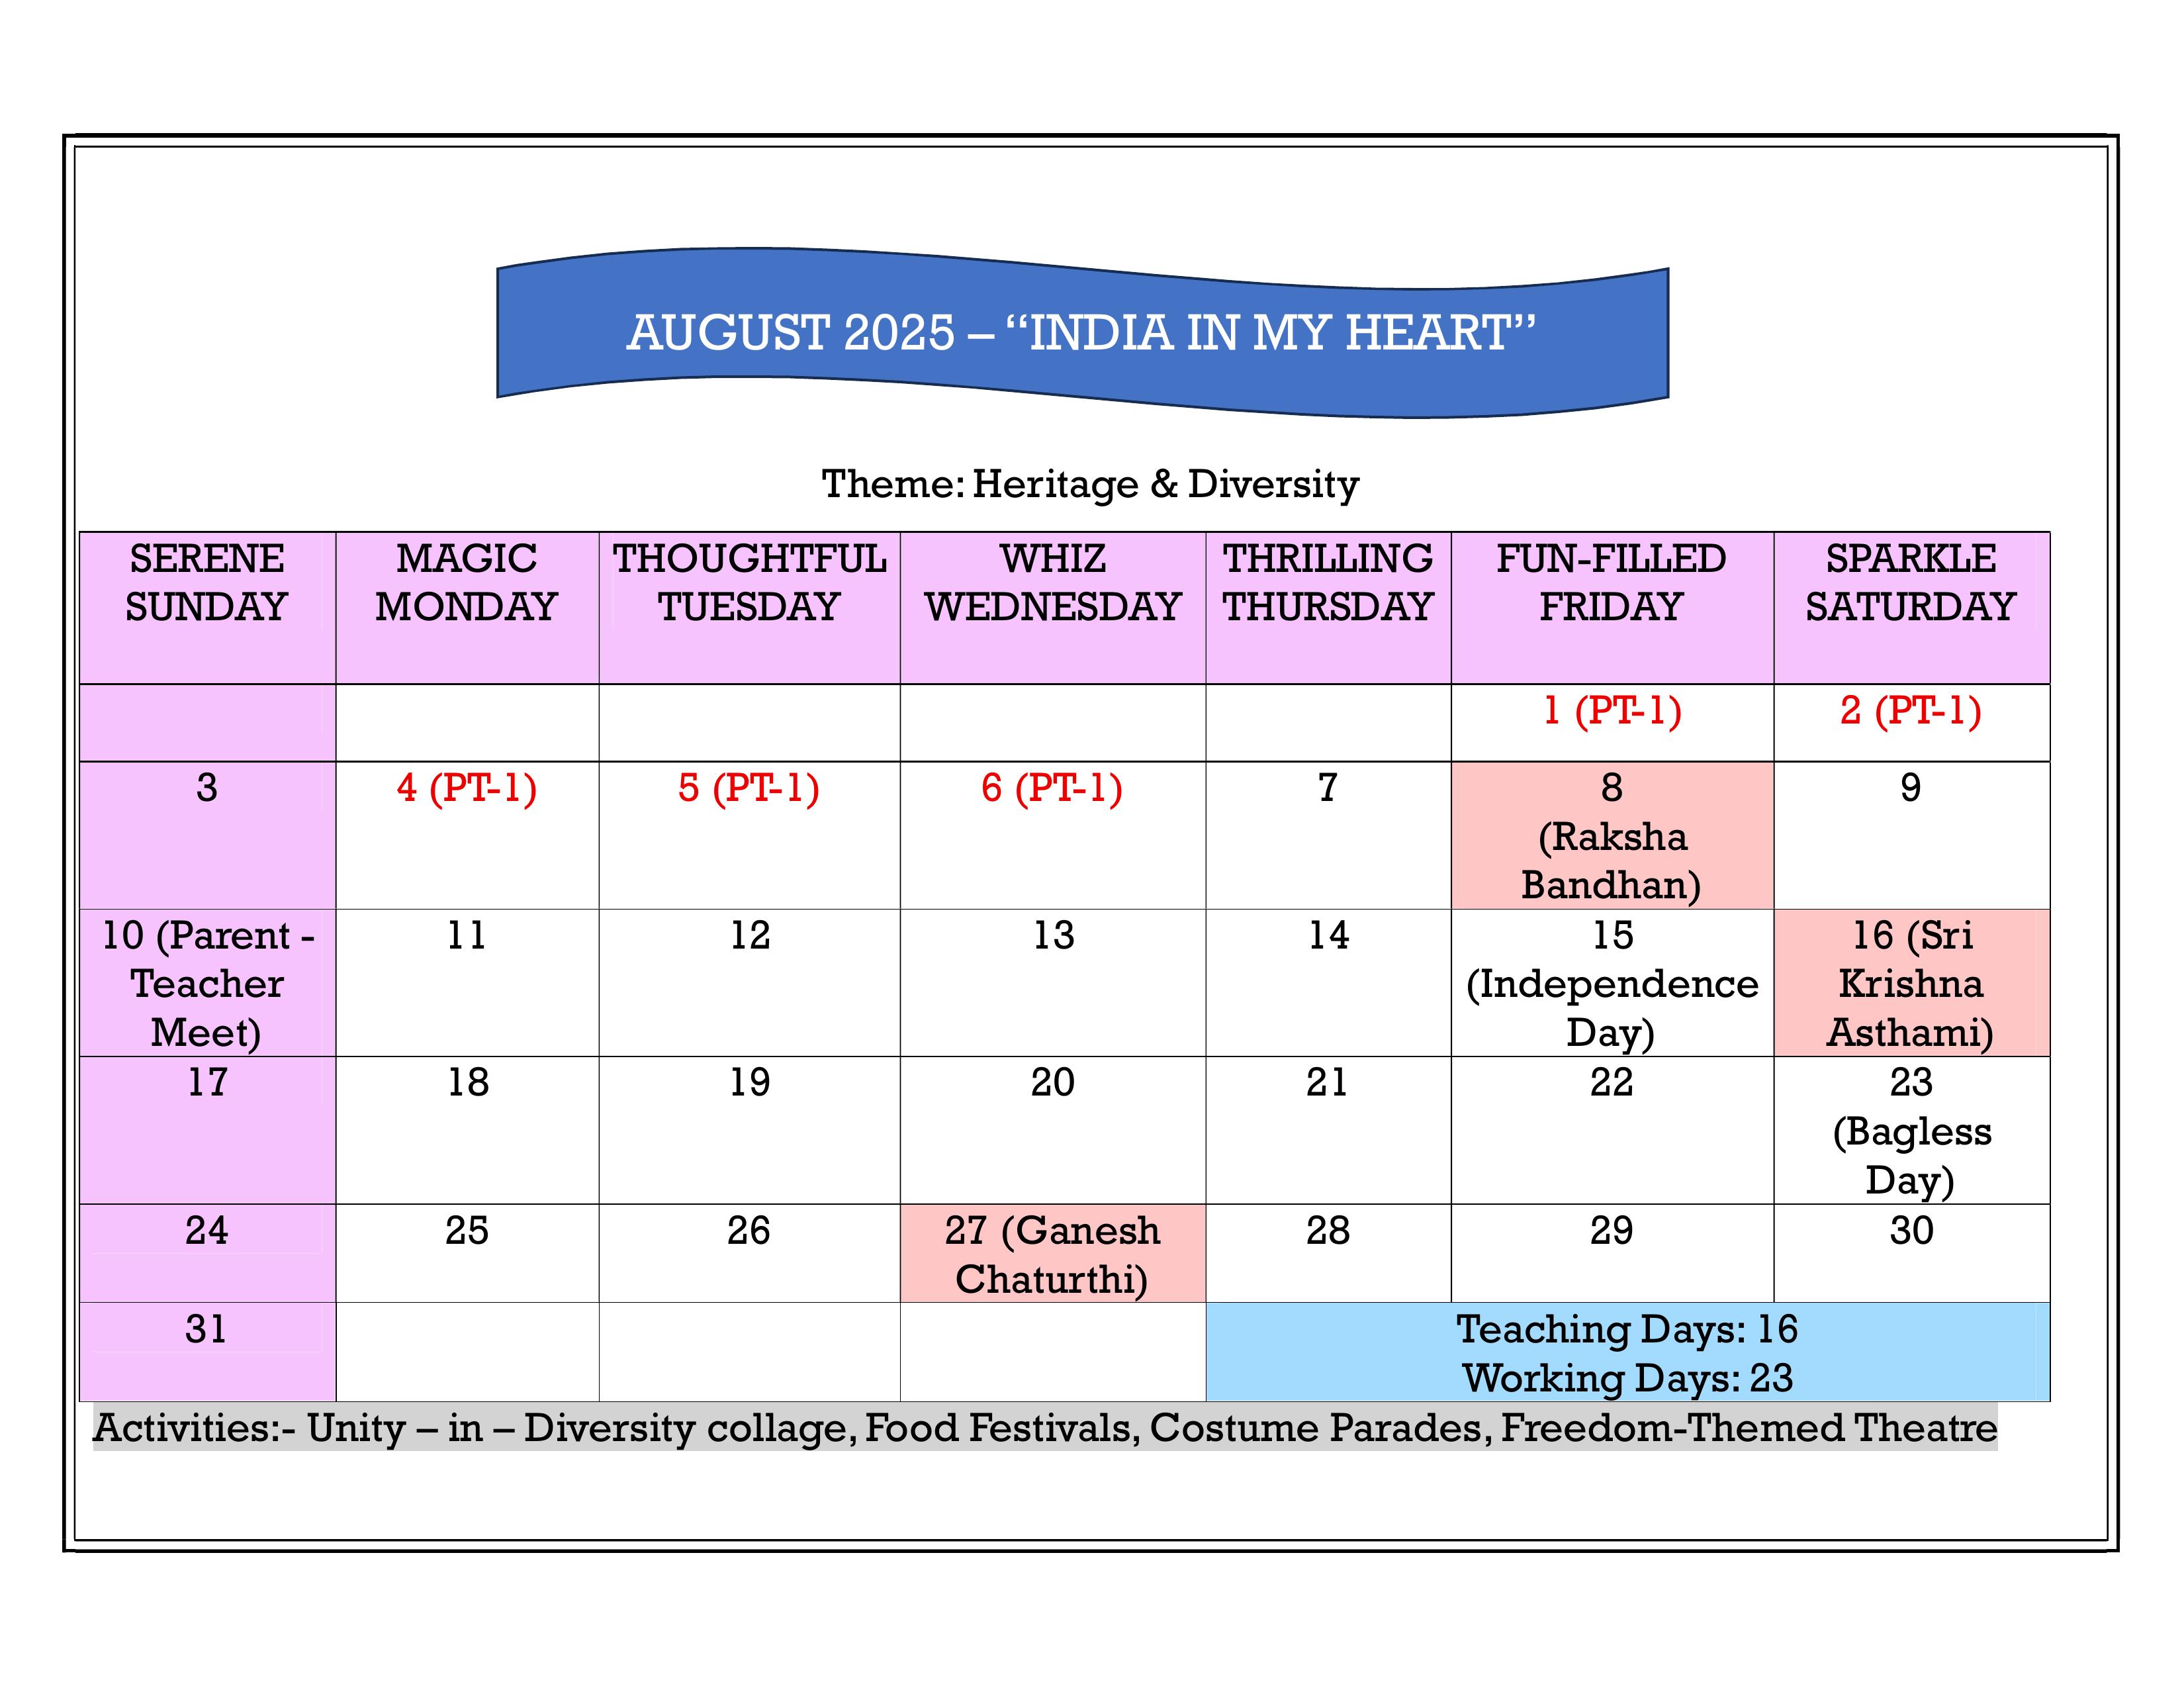 AUGUST 2025 – “INDIA IN MY HEART”
Theme: Heritage & Diversity
SERENE SUNDAY
MAGIC MONDAY
THOUGHTFUL TUESDAY
WHIZ WEDNESDAY
THRILLING THURSDAY
FUN-FILLED FRIDAY
SPARKLE SATURDAY
1 (PT-1)
2 (PT-1)
3
4 (PT-1)
5 (PT-1)
6 (PT-1)
7
8
(Raksha
Bandhan)
9
10 (Parent -
Teacher
Meet)
11
12
13
14
15
(Independence
Day)
16 (Sri
Krishna
Asthami)
17
18
19
20
21
22
23
(Bagless
Day)
24
25
26
27 (Ganesh
Chaturthi)
28
29
30
31
Teaching Days: 16
Working Days: 23
Activities:- Unity – in – Diversity collage, Food Festivals, Costume Parades, Freedom-Themed Theatre